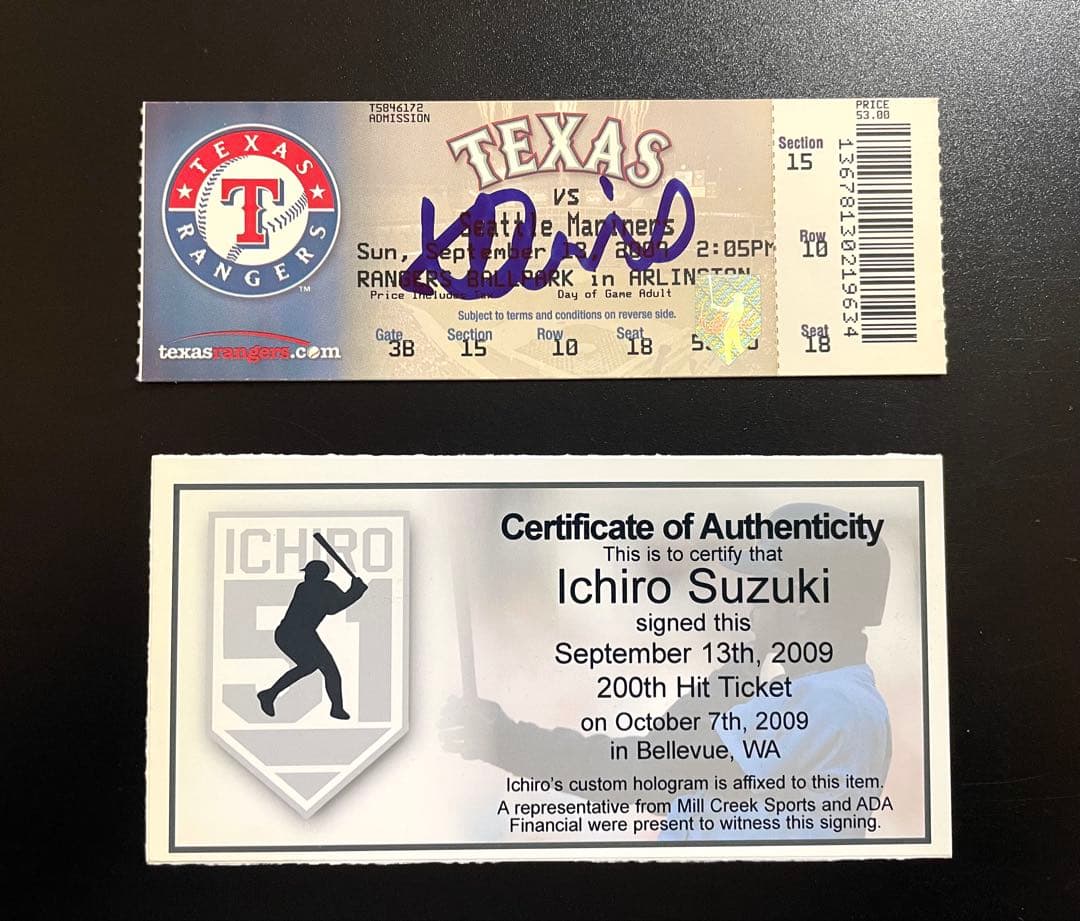 TEXAS
RANGERS
T
TM
texasrangers.com
T5846172
ADMISSION
TEXAS
VS
Seattle Mariners
Sun, September 13, 2009 2:05PM
RANGERS BALLPARK in ARLINGTON
Price Includes Tax Day of Game Adult
Subject to terms and conditions on reverse side.
Gate Section Row Seat
3B 15 10 18
PRICE
53.00
Section
15
Row
10
Seat
18
13678130219634
ICHIRO
51
Certificate of Authenticity
This is to certify that
Ichiro Suzuki
signed this
September 13th, 2009
200th Hit Ticket
on October 7th, 2009
in Bellevue, WA
Ichiro's custom hologram is affixed to this item.
A representative from Mill Creek Sports and ADA
Financial were present to witness this signing.